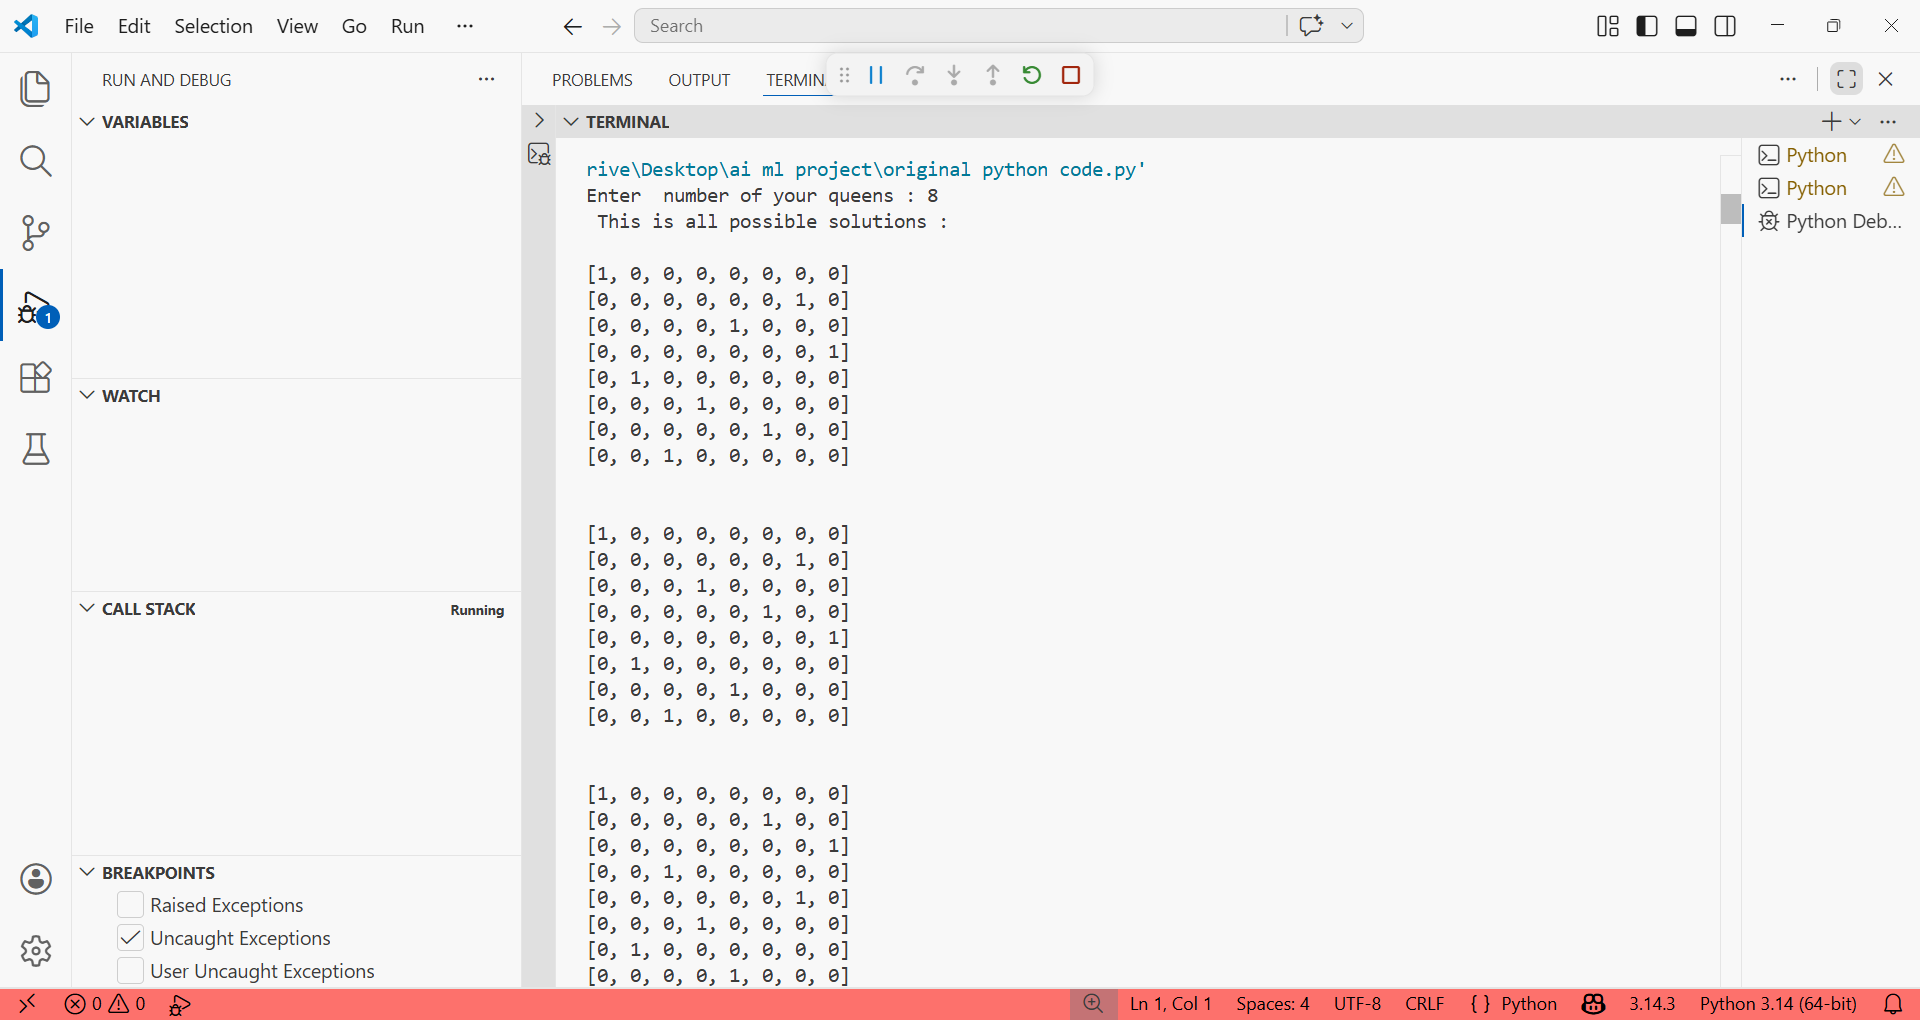 File Edit Selection View Go Run ···
Search
RUN AND DEBUG
VARIABLES
WATCH
CALL STACK Running
BREAKPOINTS
Raised Exceptions
Uncaught Exceptions
User Uncaught Exceptions
1
PROBLEMS OUTPUT TERMIN
TERMINAL
rive\Desktop\ai ml project\original python code.py'
Enter  number of your queens : 8
 This is all possible solutions :
[1, 0, 0, 0, 0, 0, 0, 0]
[0, 0, 0, 0, 0, 0, 1, 0]
[0, 0, 0, 0, 1, 0, 0, 0]
[0, 0, 0, 0, 0, 0, 0, 1]
[0, 1, 0, 0, 0, 0, 0, 0]
[0, 0, 0, 1, 0, 0, 0, 0]
[0, 0, 0, 0, 0, 1, 0, 0]
[0, 0, 1, 0, 0, 0, 0, 0]
[1, 0, 0, 0, 0, 0, 0, 0]
[0, 0, 0, 0, 0, 0, 1, 0]
[0, 0, 0, 1, 0, 0, 0, 0]
[0, 0, 0, 0, 0, 1, 0, 0]
[0, 0, 0, 0, 0, 0, 0, 1]
[0, 1, 0, 0, 0, 0, 0, 0]
[0, 0, 0, 0, 1, 0, 0, 0]
[0, 0, 1, 0, 0, 0, 0, 0]
[1, 0, 0, 0, 0, 0, 0, 0]
[0, 0, 0, 0, 0, 1, 0, 0]
[0, 0, 0, 0, 0, 0, 0, 1]
[0, 0, 1, 0, 0, 0, 0, 0]
[0, 0, 0, 0, 0, 0, 1, 0]
[0, 0, 0, 1, 0, 0, 0, 0]
[0, 1, 0, 0, 0, 0, 0, 0]
[0, 0, 0, 0, 1, 0, 0, 0]
Python
Python
Python Deb...
0 0 Ln 1, Col 1 Spaces: 4 UTF-8 CRLF { } Python 3.14.3 Python 3.14 (64-bit)